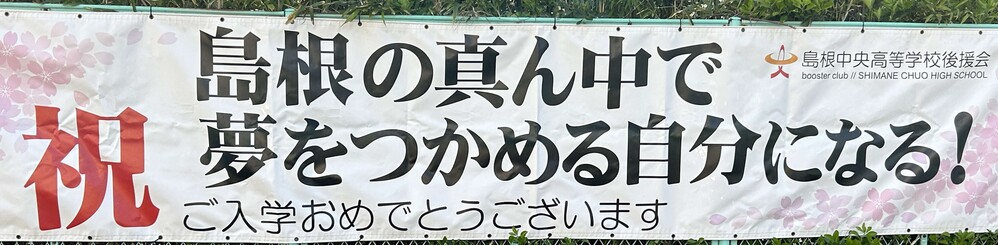 祝
島根の真ん中で
夢をつかめる自分になる!
ご入学おめでとうございます
島根中央高等学校後援会
booster club // SHIMANE CHUO HIGH SCHOOL